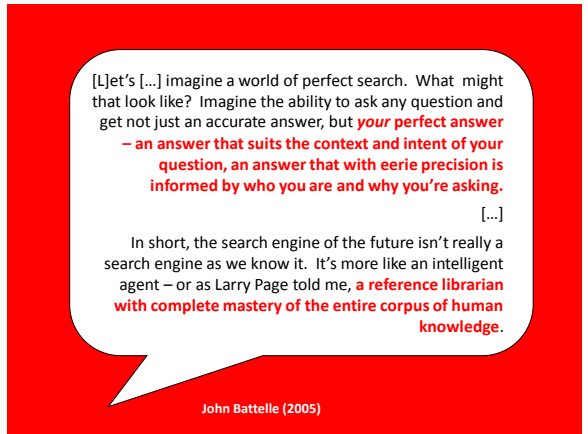 [L]et’s […] imagine a world of perfect search.  What  might
that look like?  Imagine the ability to ask any question and
get not just an accurate answer, but your perfect answer
– an answer that suits the context and intent of your
question, an answer that with eerie precision is
informed by who you are and why you’re asking.
[…]
In short, the search engine of the future isn’t really a
search engine as we know it.  It’s more like an intelligent
agent – or as Larry Page told me, a reference librarian
with complete mastery of the entire corpus of human
knowledge.
John Battelle (2005)